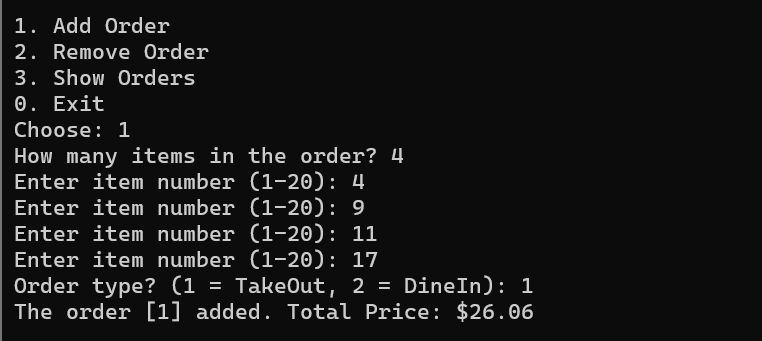 1. Add Order
2. Remove Order
3. Show Orders
0. Exit
Choose: 1
How many items in the order? 4
Enter item number (1-20): 4
Enter item number (1-20): 9
Enter item number (1-20): 11
Enter item number (1-20): 17
Order type? (1 = TakeOut, 2 = DineIn): 1
The order [1] added. Total Price: $26.06